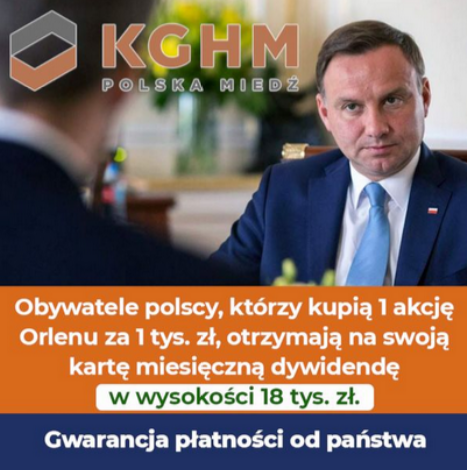 KGHM
POLSKA MIEDŹ
Obywatele polscy, którzy kupią 1 akcję
Orlenu za 1 tys. zł, otrzymają na swoją
kartę miesięczną dywidendę
w wysokości 18 tys. zł.
Gwarancja płatności od państwa